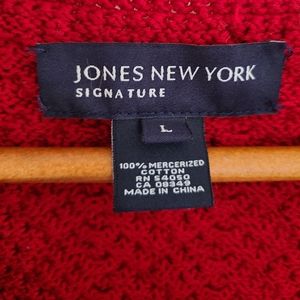 JONES NEW YORK
SIGNATURE
L
100% MERCERIZED
COTTON
RN 54050
CA 08349
MADE IN CHINA